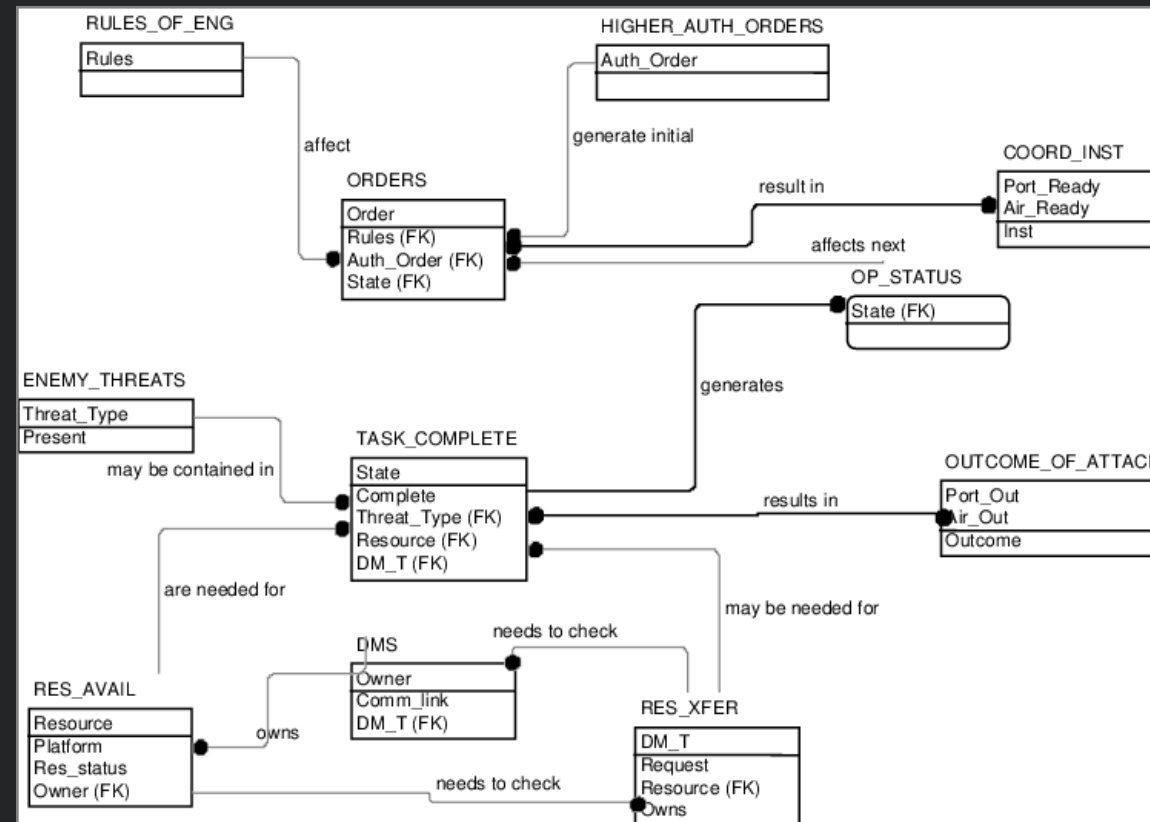 RULES_OF_ENG
Rules
HIGHER_AUTH_ORDERS
Auth_Order
affect
generate initial
COORD_INST
Port_Ready
Air_Ready
Inst
result in
ORDERS
Order
Rules (FK)
Auth_Order (FK)
State (FK)
affects next
OP_STATUS
State (FK)
generates
ENEMY_THREATS
Threat_Type
Present
may be contained in
TASK_COMPLETE
State
Complete
Threat_Type (FK)
Resource (FK)
DM_T (FK)
results in
OUTCOME_OF_ATTAC
Port_Out
Air_Out
Outcome
are needed for
may be needed for
needs to check
DMS
Owner
Comm_link
DM_T (FK)
owns
RES_AVAIL
Resource
Platform
Res_status
Owner (FK)
needs to check
RES_XFER
DM_T
Request
Resource (FK)
Owns